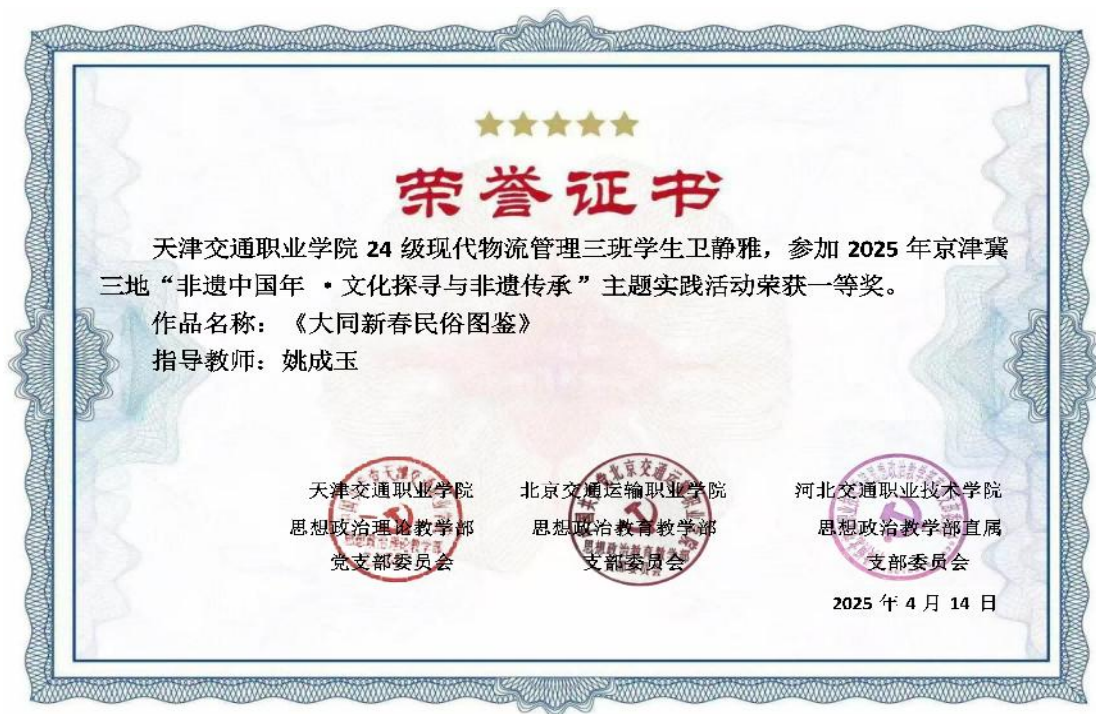 荣誉证书
天津交通职业学院 24 级现代物流管理三班学生卫静雅，参加 2025 年京津冀
三地“非遗中国年 · 文化探寻与非遗传承”主题实践活动荣获一等奖。
作品名称：《大同新春民俗图鉴》
指导教师：姚成玉
天津交通职业学院 北京交通运输职业学院 河北交通职业技术学院
思想政治理论教学部 思想政治教育教学部 思想政治教学部直属
党支部委员会 支部委员会 支部委员会
2025 年 4 月 14 日